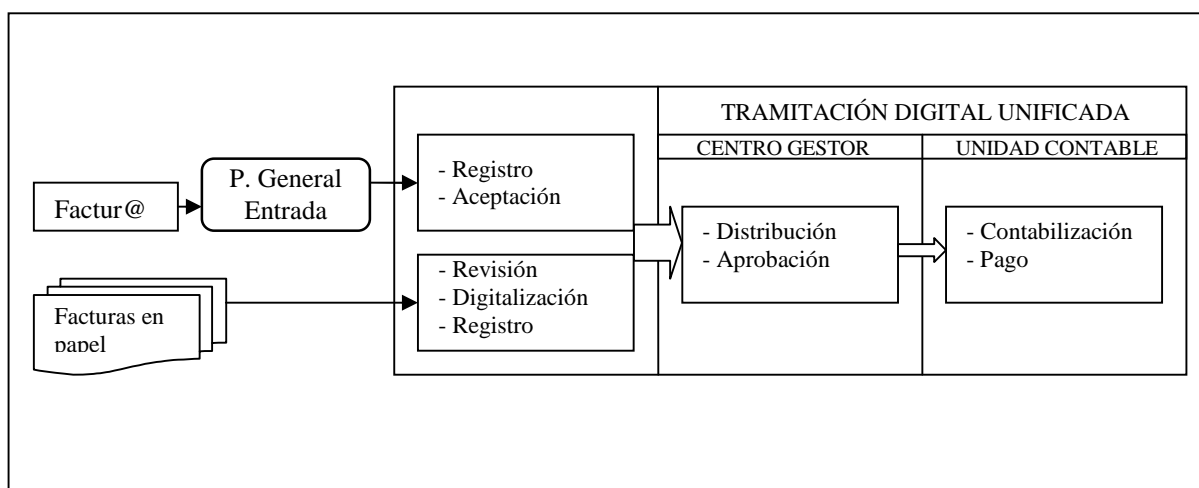 TRAMITACIÓN DIGITAL UNIFICADA
CENTRO GESTOR
UNIDAD CONTABLE
Factur@
P. General
Entrada
- Registro
- Aceptación
Facturas en
papel
- Revisión
- Digitalización
- Registro
- Distribución
- Aprobación
- Contabilización
- Pago